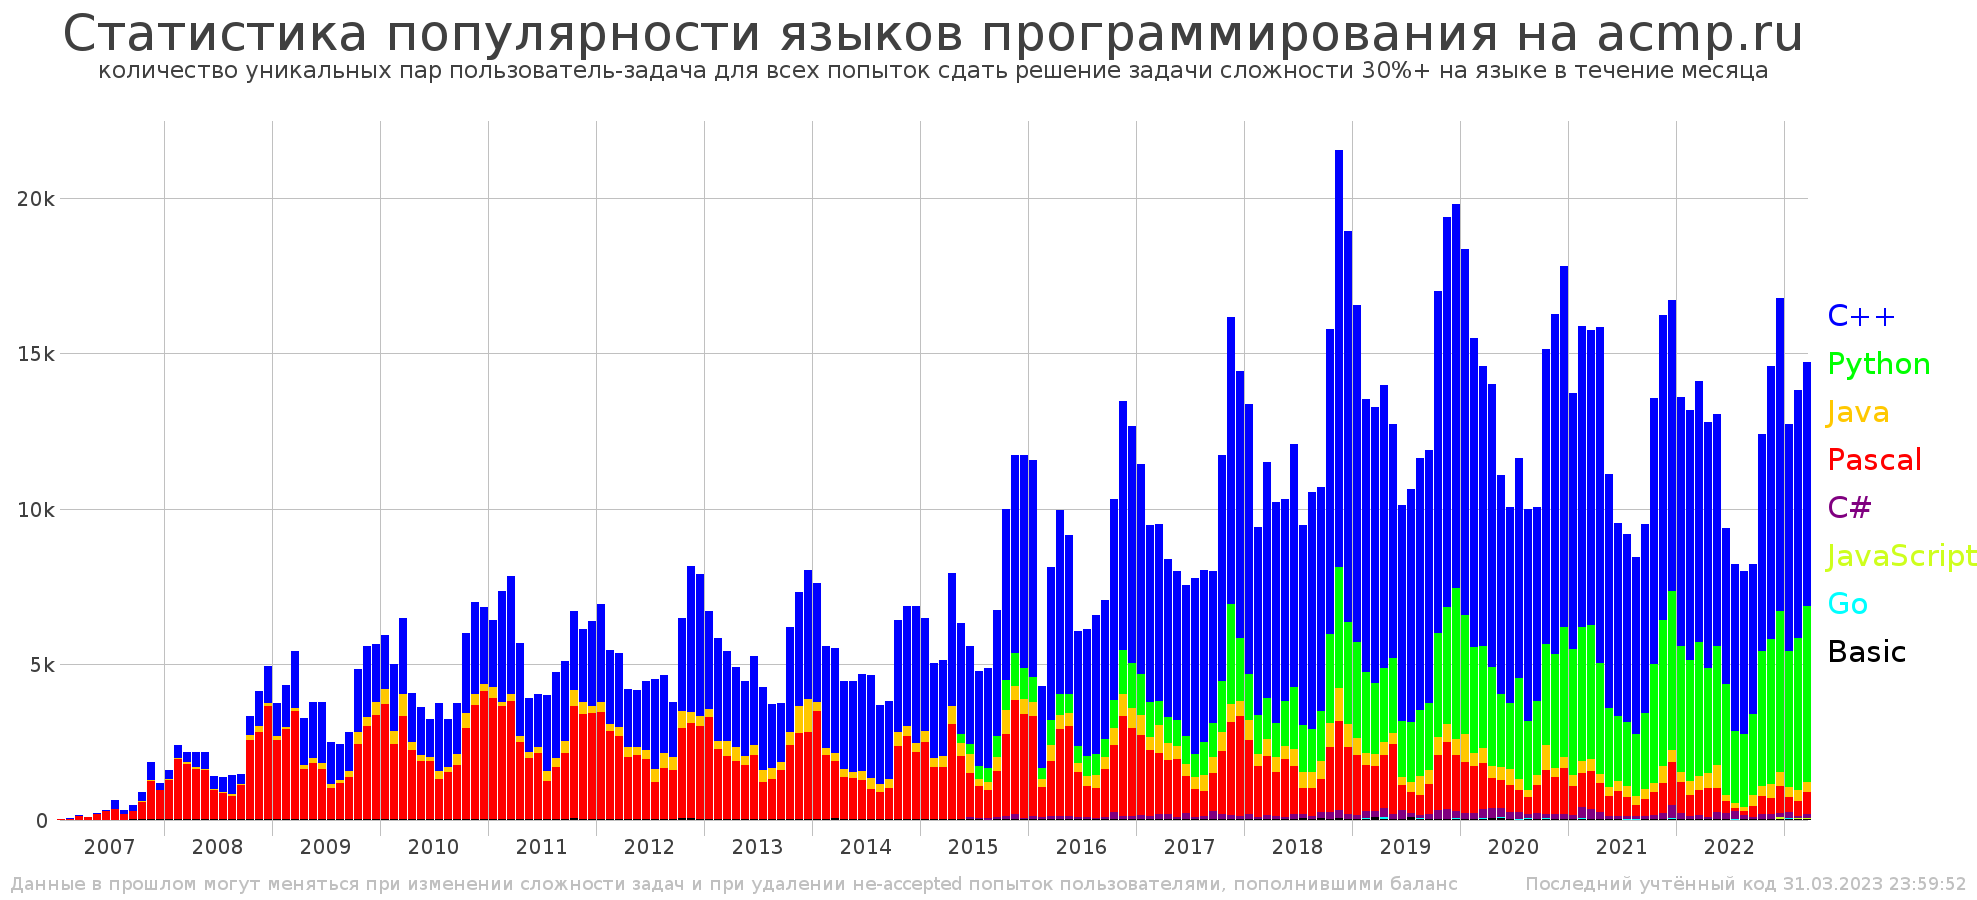 Статистика популярности языков программирования на acmp.ru
количество уникальных пар пользователь-задача для всех попыток сдать решение задачи сложности 30%+ на языке в течение месяца
20k
15k
10k
5k
0
C++
Python
Java
Pascal
C#
JavaScript
Go
Basic
2007 2008 2009 2010 2011 2012 2013 2014 2015 2016 2017 2018 2019 2020 2021 2022
Данные в прошлом могут меняться при изменении сложности задач и при удалении не-accepted попыток пользователями, пополнившими баланс
Последний учтённый код 31.03.2023 23:59:52